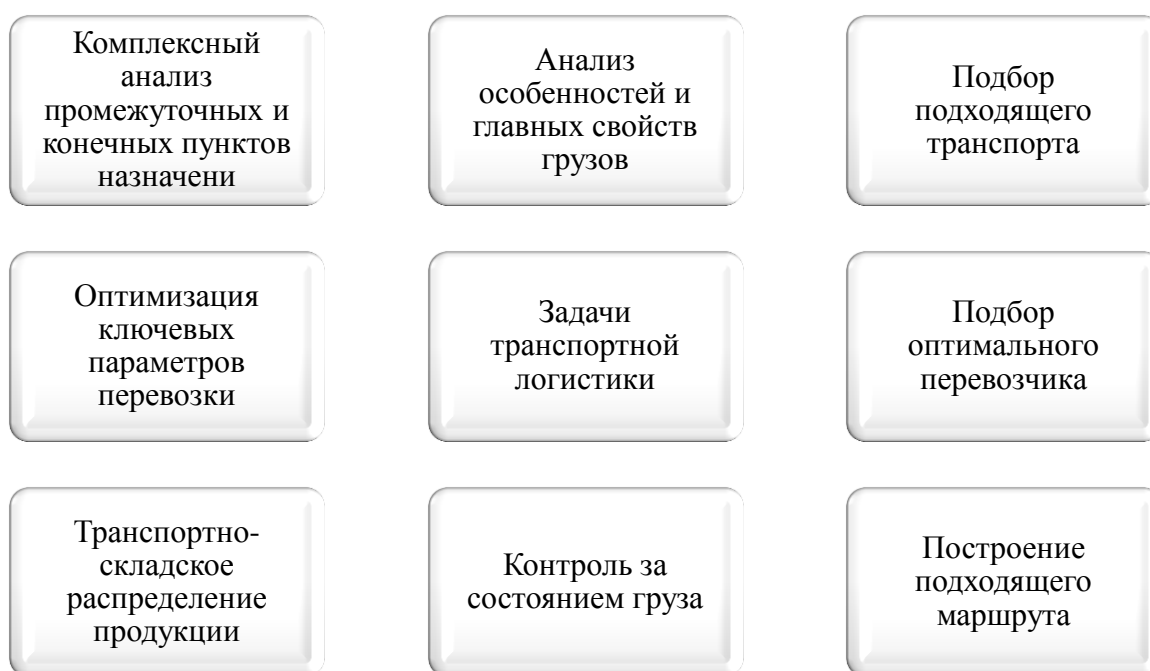 Комплексный
анализ
промежуточных и
конечных пунктов
назначени
Анализ
особенностей и
главных свойств
грузов
Подбор
подходящего
транспорта
Оптимизация
ключевых
параметров
перевозки
Задачи
транспортной
логистики
Подбор
оптимального
перевозчика
Транспортно-
складское
распределение
продукции
Контроль за
состоянием груза
Построение
подходящего
маршрута